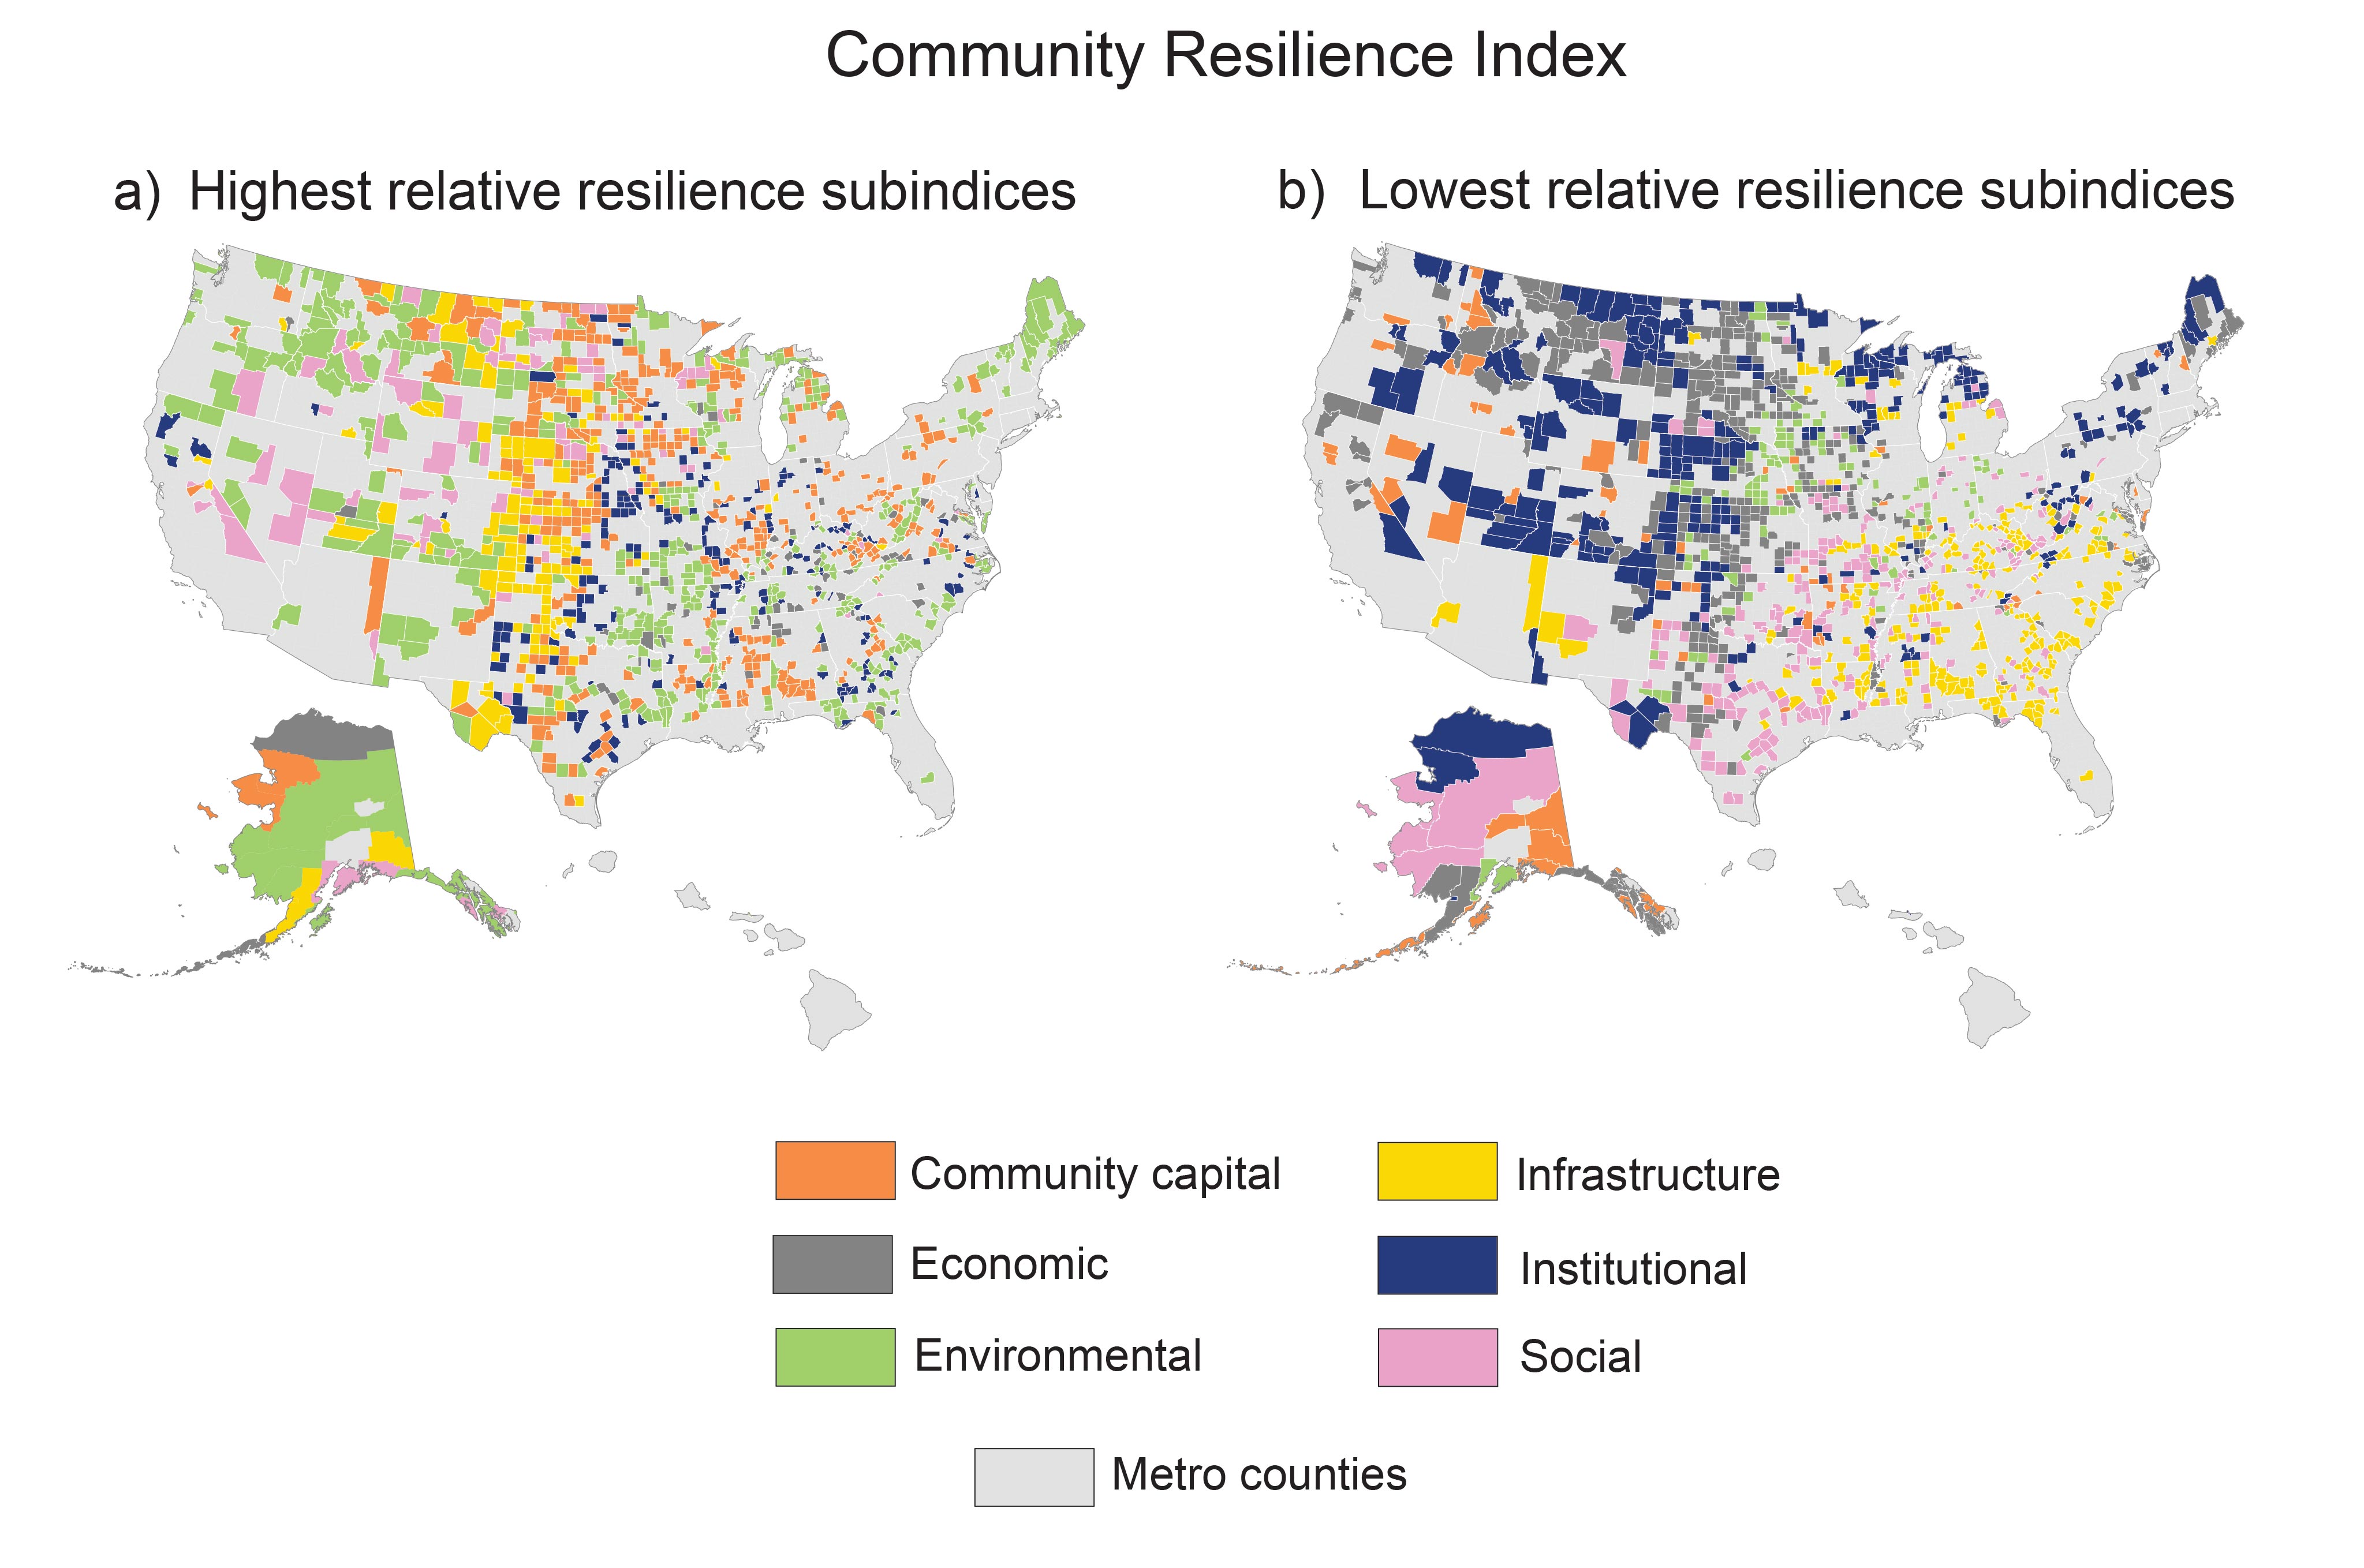 Community Resilience Index
a) Highest relative resilience subindices
b) Lowest relative resilience subindices
Community capital
Infrastructure
Economic
Institutional
Environmental
Social
Metro counties